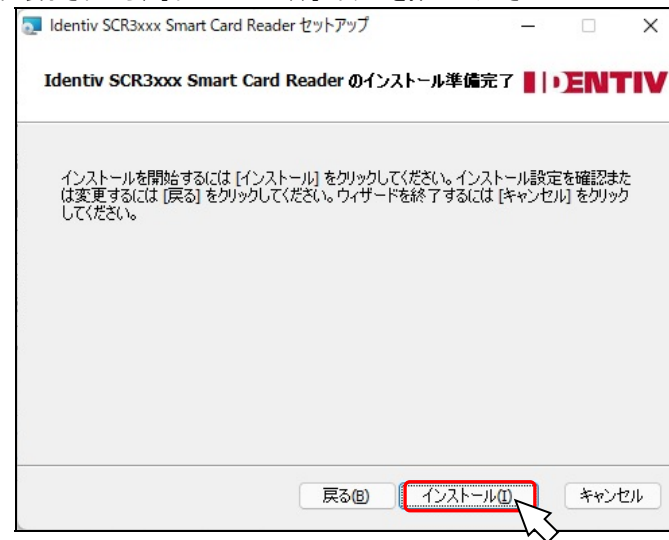 Identiv SCR3xxx Smart Card Reader セットアップ
Identiv SCR3xxx Smart Card Reader のインストール準備完了
IDENTIV
インストールを開始するには [インストール] をクリックしてください。インストール設定を確認また
は変更するには [戻る] をクリックしてください。ウィザードを終了するには [キャンセル] をクリック
してください。
戻る(B)
インストール(I)
キャンセル